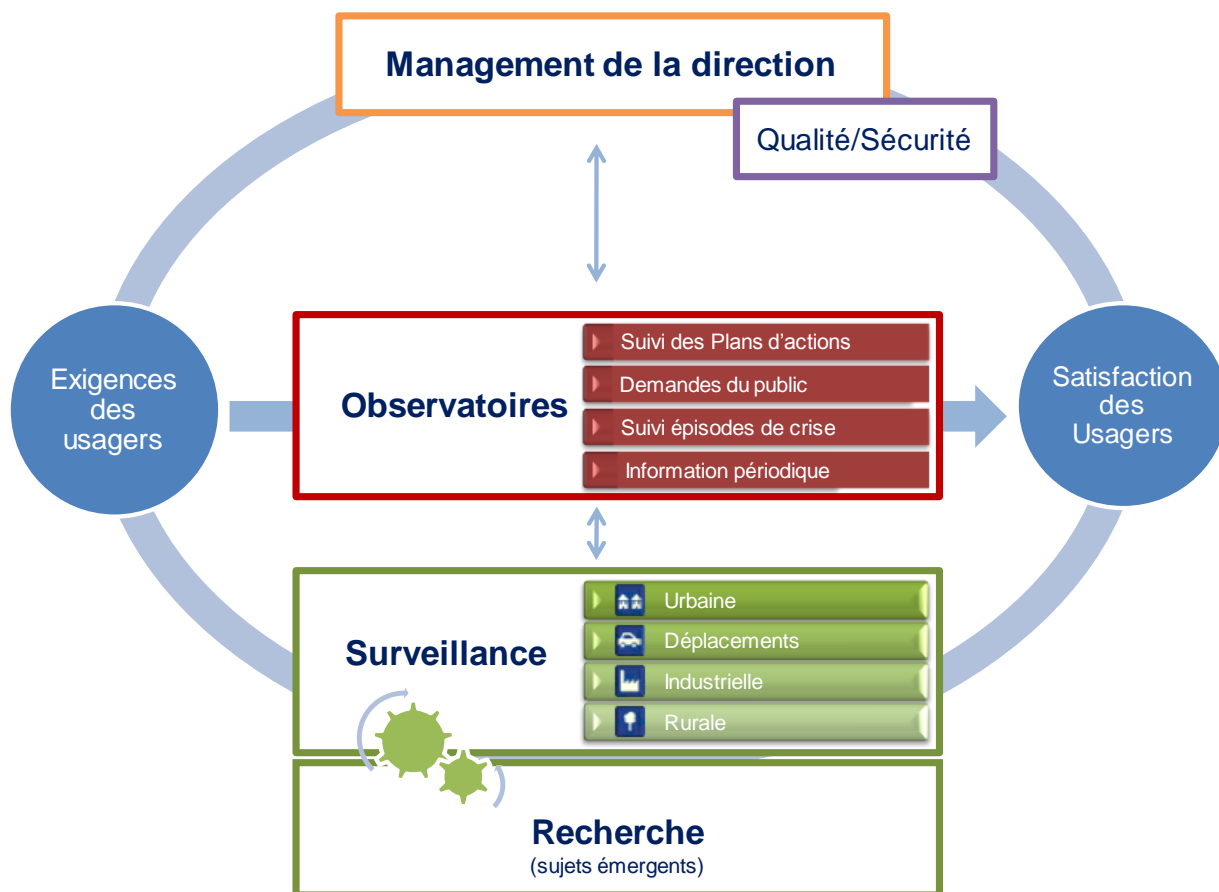 Management de la direction
Qualité/Sécurité
Exigences
des
usagers
Observatoires
Suivi des Plans d'actions
Demandes du public
Suivi épisodes de crise
Information périodique
Satisfaction
des
Usagers
Surveillance
Urbaine
Déplacements
Industrielle
Rurale
Recherche
(sujets émergents)